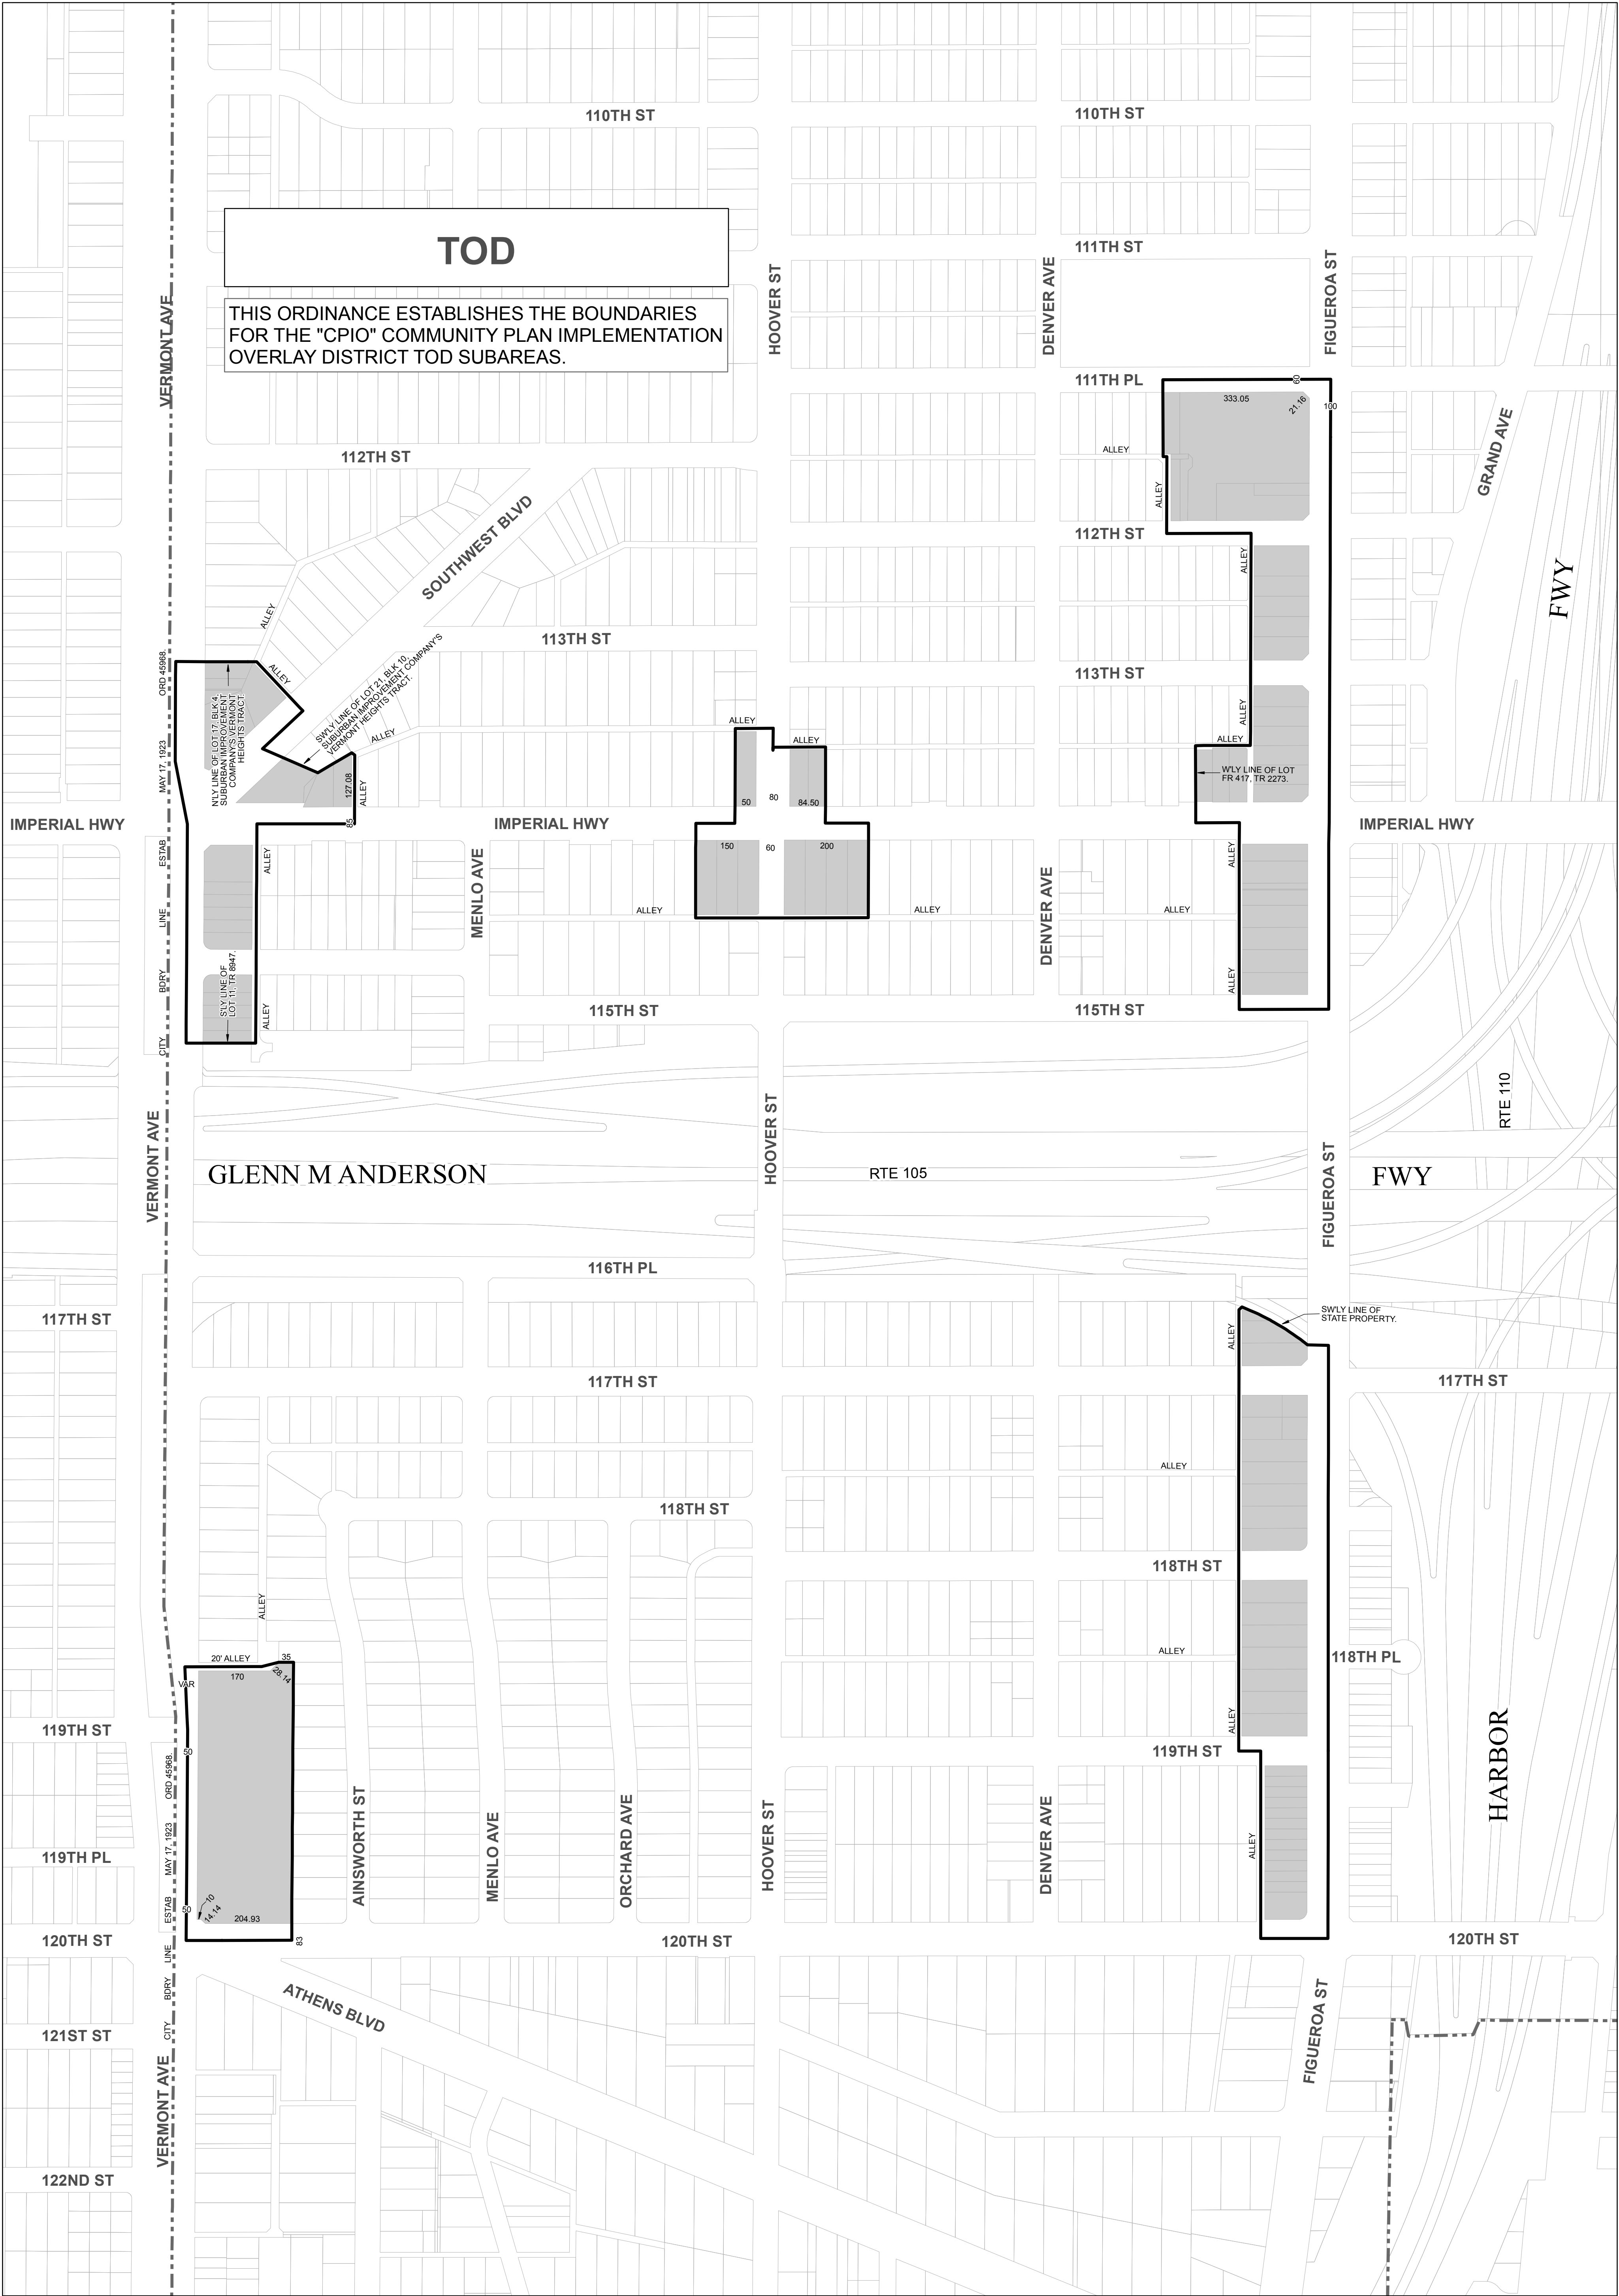 110TH ST
110TH ST
TOD
111TH ST
THIS ORDINANCE ESTABLISHES THE BOUNDARIES
FOR THE "CPIO" COMMUNITY PLAN IMPLEMENTATION
OVERLAY DISTRICT TOD SUBAREAS.
VERMONT AVE
HOOVER ST
DENVER AVE
FIGUEROA ST
111TH PL
60
333.05
21.16
100
GRAND AVE
112TH ST
ALLEY
ALLEY
112TH ST
SOUTHWEST BLVD
ALLEY
ALLEY
FWY
113TH ST
113TH ST
ORD 45968.
MAY 17, 1923
ALLEY
N'LY LINE OF LOT 17, BLK 4,
SUBURBAN IMPROVEMENT
COMPANY'S VERMONT
HEIGHTS TRACT.
SW'LY LINE OF LOT 21, BLK 10,
SUBURBAN IMPROVEMENT COMPANY'S
VERMONT HEIGHTS TRACT.
ALLEY
ALLEY
ALLEY
ALLEY
ALLEY
W'LY LINE OF LOT
FR 417, TR 2273.
127.08
ALLEY
50
80
84.50
IMPERIAL HWY
85
IMPERIAL HWY
IMPERIAL HWY
ESTAB
LINE
BDRY
CITY
ALLEY
MENLO AVE
150
60
200
ALLEY
DENVER AVE
ALLEY
ALLEY
ALLEY
ALLEY
S'LY LINE OF
LOT 11, TR 8947.
ALLEY
115TH ST
115TH ST
RTE 110
VERMONT AVE
HOOVER ST
FIGUEROA ST
GLENN M ANDERSON
RTE 105
FWY
116TH PL
117TH ST
SW'LY LINE OF
STATE PROPERTY.
ALLEY
117TH ST
117TH ST
ALLEY
118TH ST
118TH ST
ALLEY
20' ALLEY
35
170
28.14
VAR
ALLEY
118TH PL
ALLEY
119TH ST
50
119TH ST
HARBOR
ORD 45968.
MAY 17, 1923
ESTAB
LINE
BDRY
CITY
AINSWORTH ST
MENLO AVE
ORCHARD AVE
HOOVER ST
DENVER AVE
ALLEY
119TH PL
50
10
14.14
204.93
83
120TH ST
120TH ST
120TH ST
ATHENS BLVD
121ST ST
FIGUEROA ST
VERMONT AVE
122ND ST